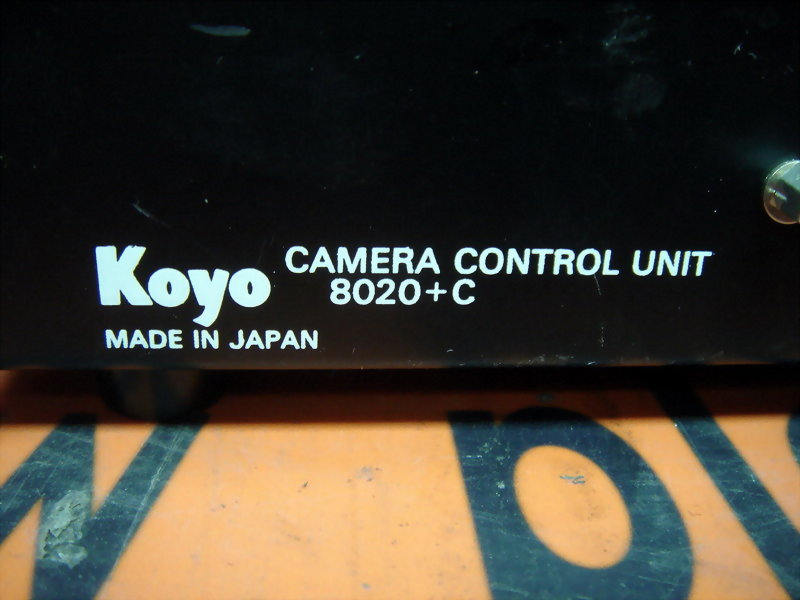 Koyo CAMERA CONTROL UNIT
8020+C
MADE IN JAPAN